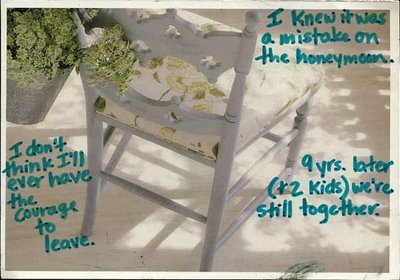 I knew it was
a mistake on
the honeymoon.
9 yrs. later
(+2 kids) we're
still together.
I don't
think I'll
ever have
the
courage
to
leave.